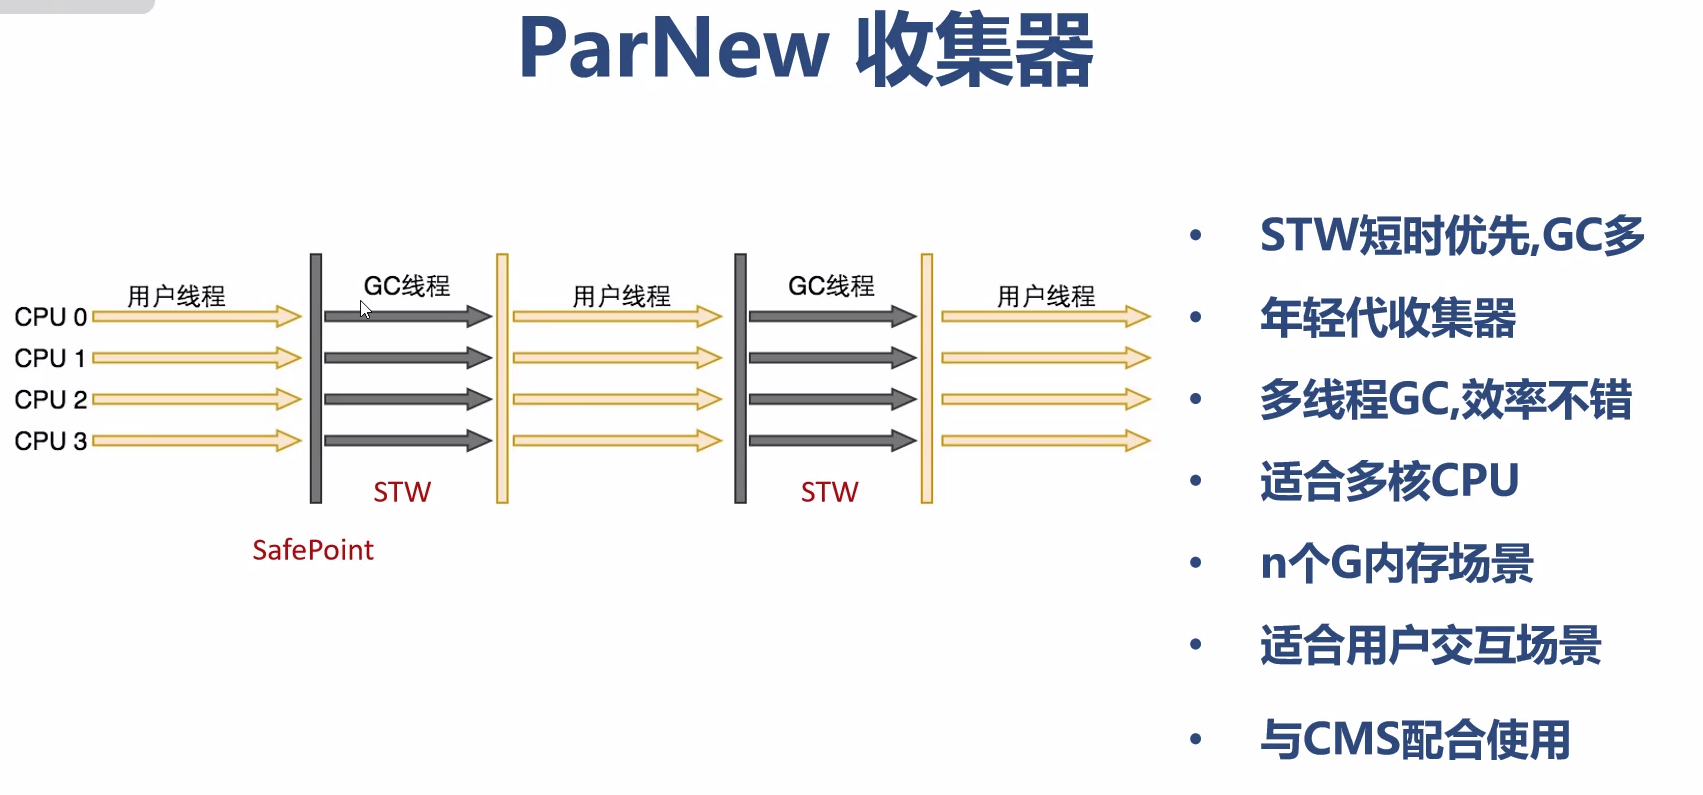 ParNew 收集器
用户线程
GC线程
用户线程
GC线程
用户线程
CPU 0
CPU 1
CPU 2
CPU 3
STW
STW
SafePoint
• STW短时优先,GC多
• 年轻代收集器
• 多线程GC,效率不错
• 适合多核CPU
• n个G内存场景
• 适合用户交互场景
• 与CMS配合使用